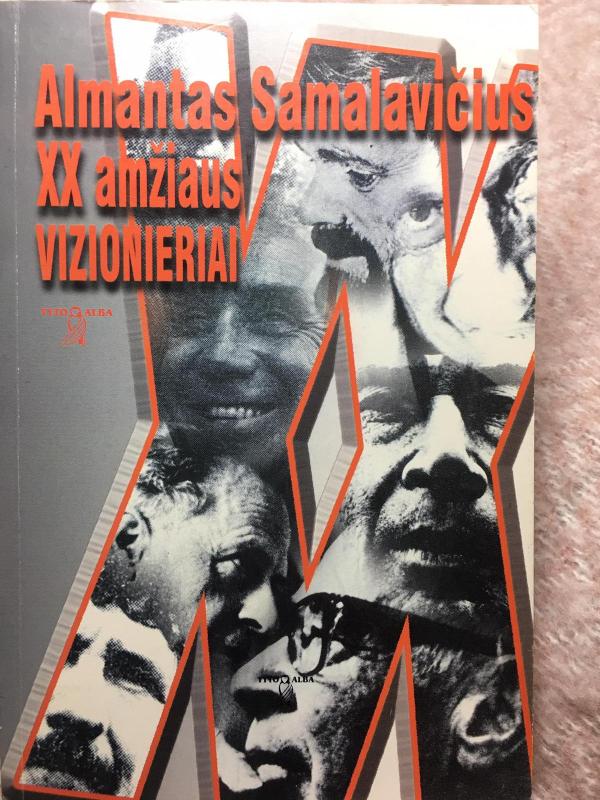 Almantas Samalavičius
XX amžiaus
VIZIONIERIAI
TYTO ALBA
TYTO ALBA